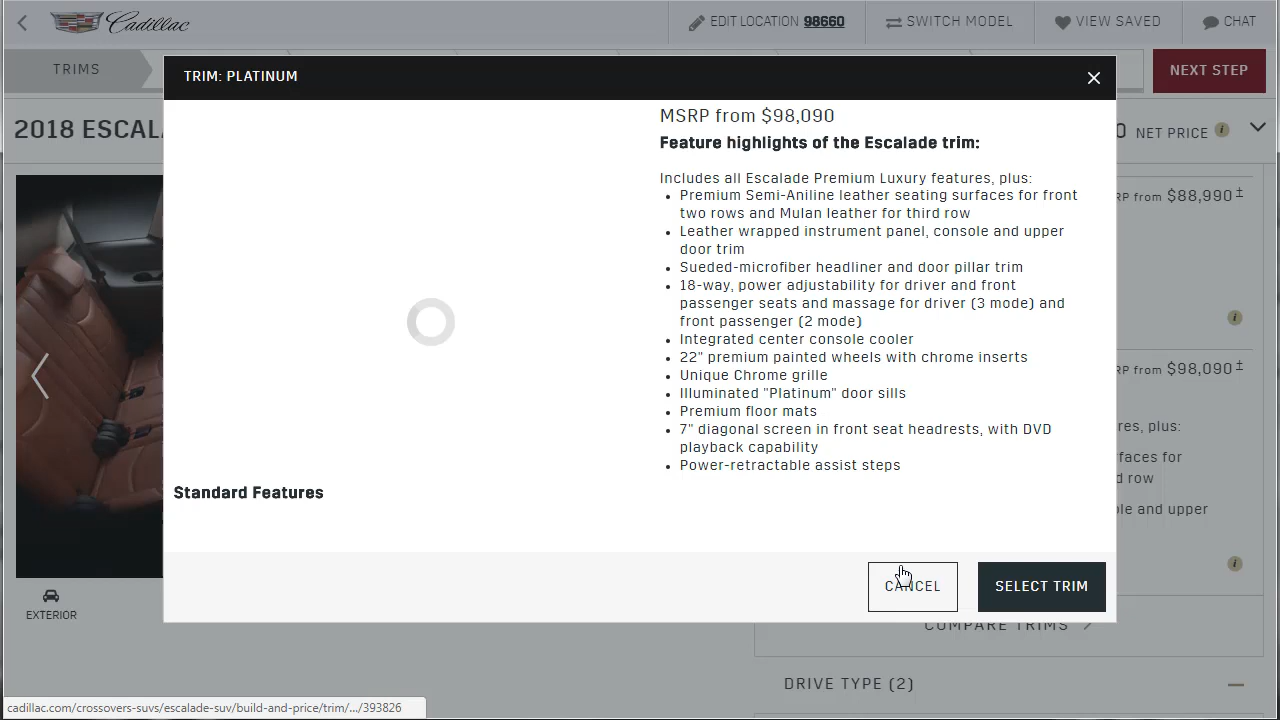 Cadillac
EDIT LOCATION 98660
SWITCH MODEL
VIEW SAVED
CHAT
TRIMS
NEXT STEP
2018 ESCAL
NET PRICE
TRIM: PLATINUM
MSRP from $98,090
Feature highlights of the Escalade trim:
Includes all Escalade Premium Luxury features, plus:
• Premium Semi-Aniline leather seating surfaces for front
two rows and Mulan leather for third row
• Leather wrapped instrument panel, console and upper
door trim
• Sueded-microfiber headliner and door pillar trim
• 18-way, power adjustability for driver and front
passenger seats and massage for driver (3 mode) and
front passenger (2 mode)
• Integrated center console cooler
• 22" premium painted wheels with chrome inserts
• Unique Chrome grille
• Illuminated "Platinum" door sills
• Premium floor mats
• 7" diagonal screen in front seat headrests, with DVD
playback capability
• Power-retractable assist steps
Standard Features
CANCEL
SELECT TRIM
RP from $88,990±
RP from $98,090±
res, plus:
faces for
d row
le and upper
EXTERIOR
COMPARE TRIMS
DRIVE TYPE (2)
cadillac.com/crossovers-suvs/escalade-suv/build-and-price/trim/.../393826